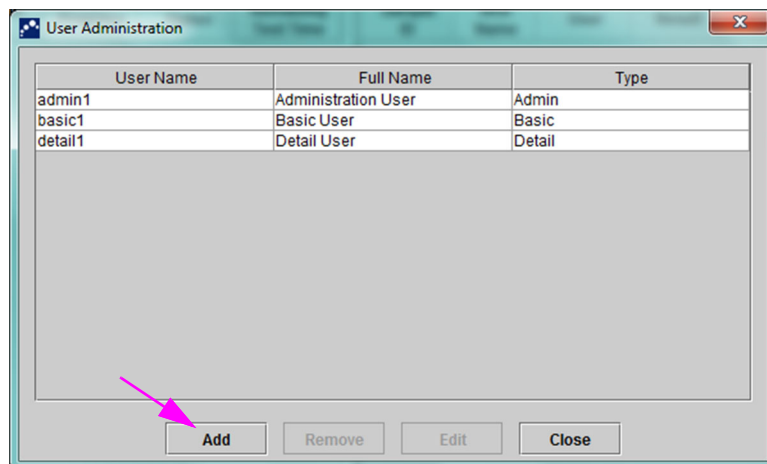 User Administration
User Name Full Name Type
admin1 Administration User Admin
basic1 Basic User Basic
detail1 Detail User Detail
Add Remove Edit Close